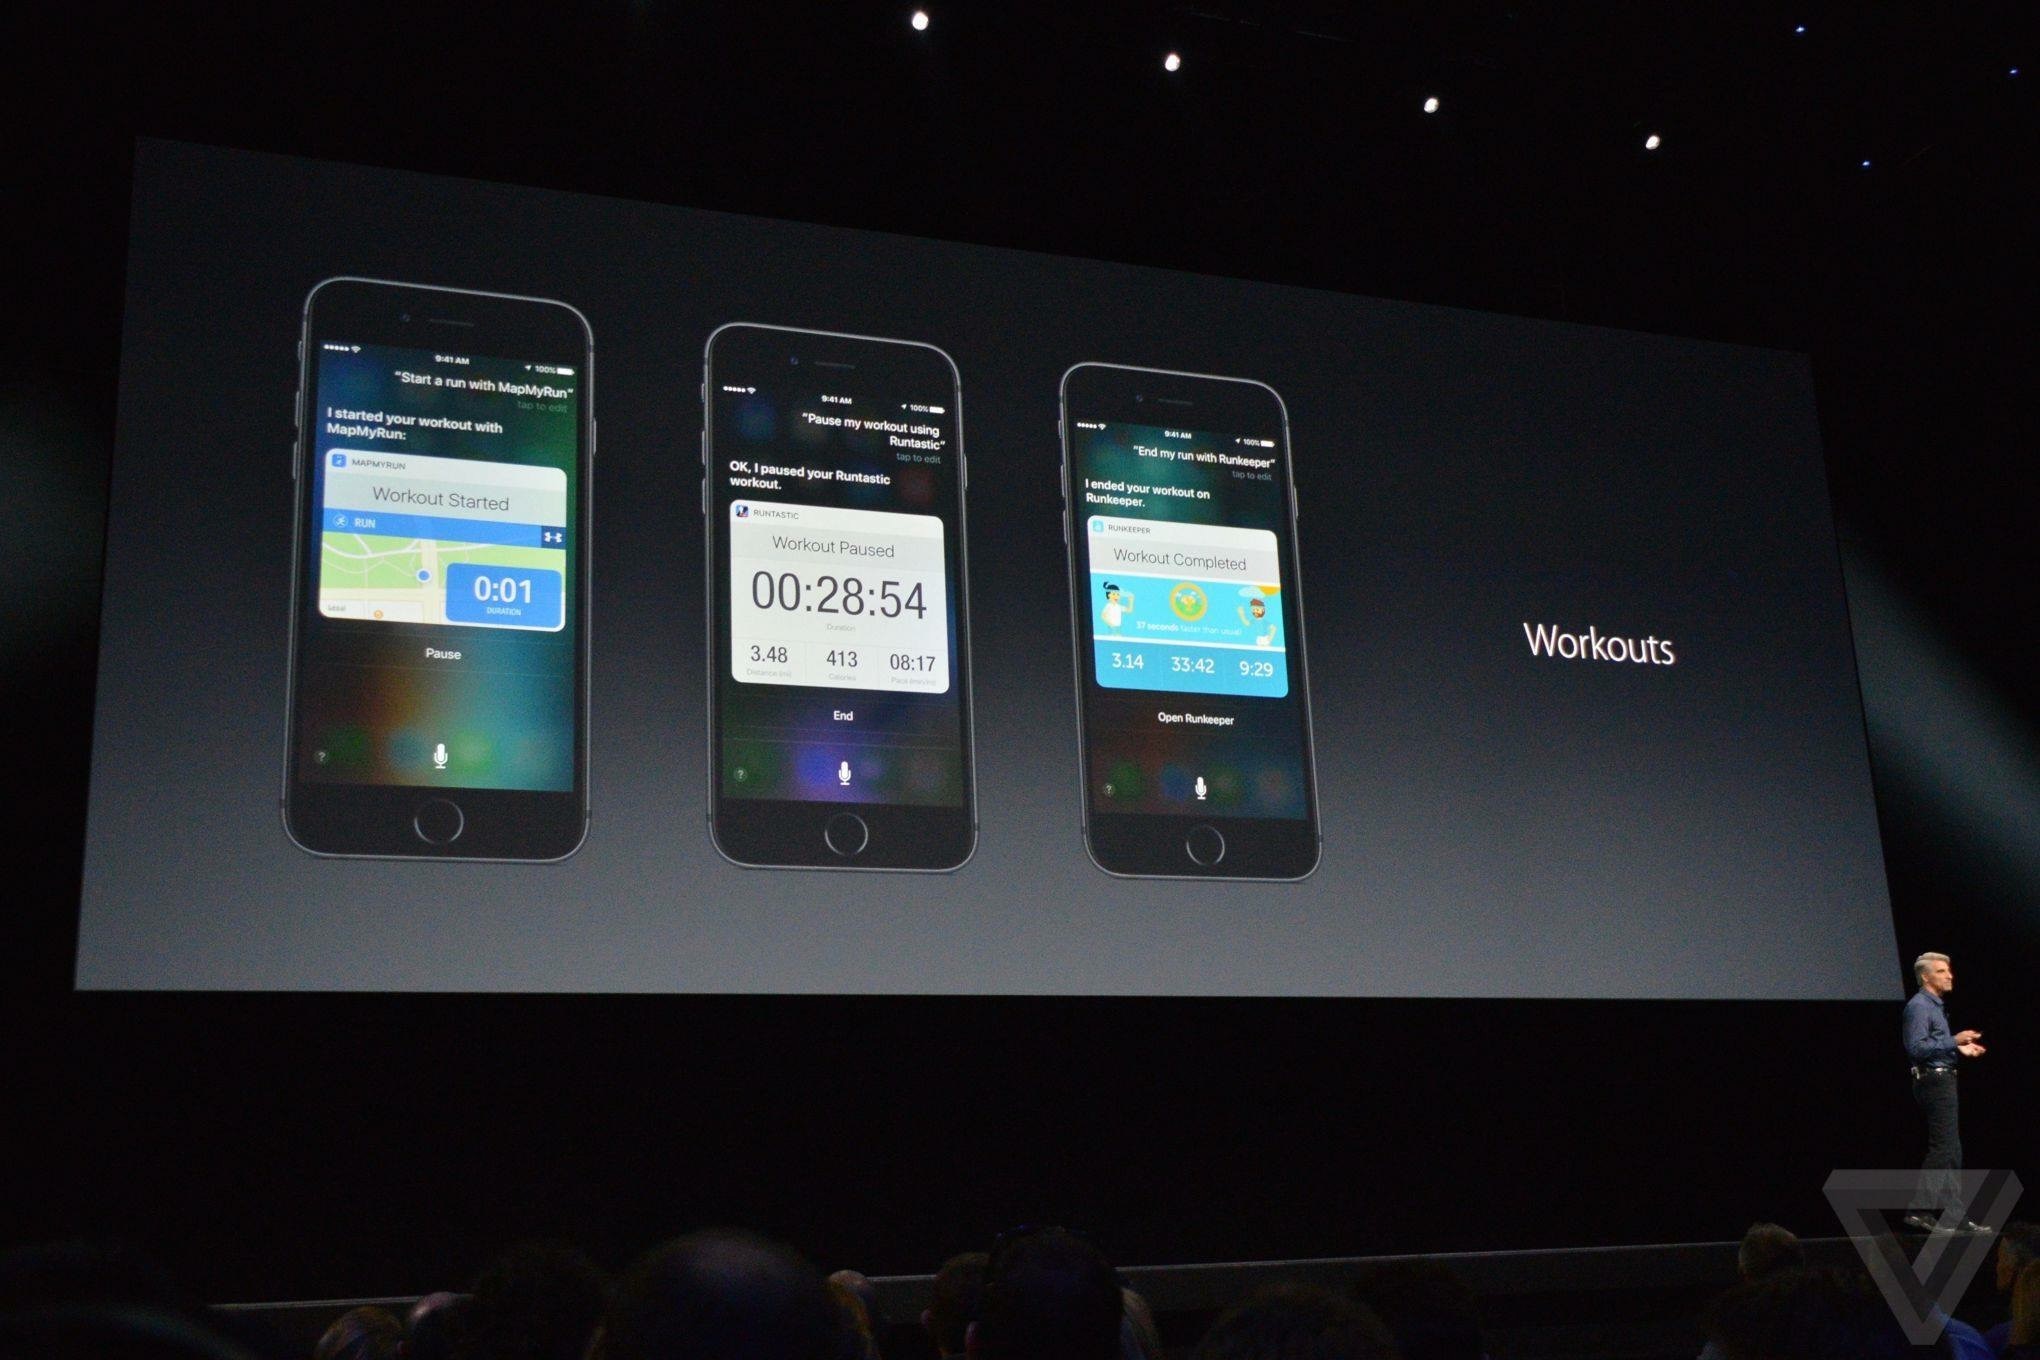 9:41 AM
100%
“Start a run with MapMyRun”
tap to edit
I started your workout with
MapMyRun:
MAPMYRUN
Workout Started
RUN
0:01
DURATION
Pause
?
9:41 AM
100%
“Pause my workout using
Runtastic”
tap to edit
OK, I paused your Runtastic
workout.
RUNTASTIC
Workout Paused
00:28:54
Duration
3.48
413
08:17
Distance (mi)
Calories
Pace (min/mi)
End
?
9:41 AM
100%
“End my run with Runkeeper”
tap to edit
I ended your workout on
Runkeeper.
RUNKEEPER
Workout Completed
37 seconds faster than usual!
3.14
33:42
9:29
Open Runkeeper
?
Workouts